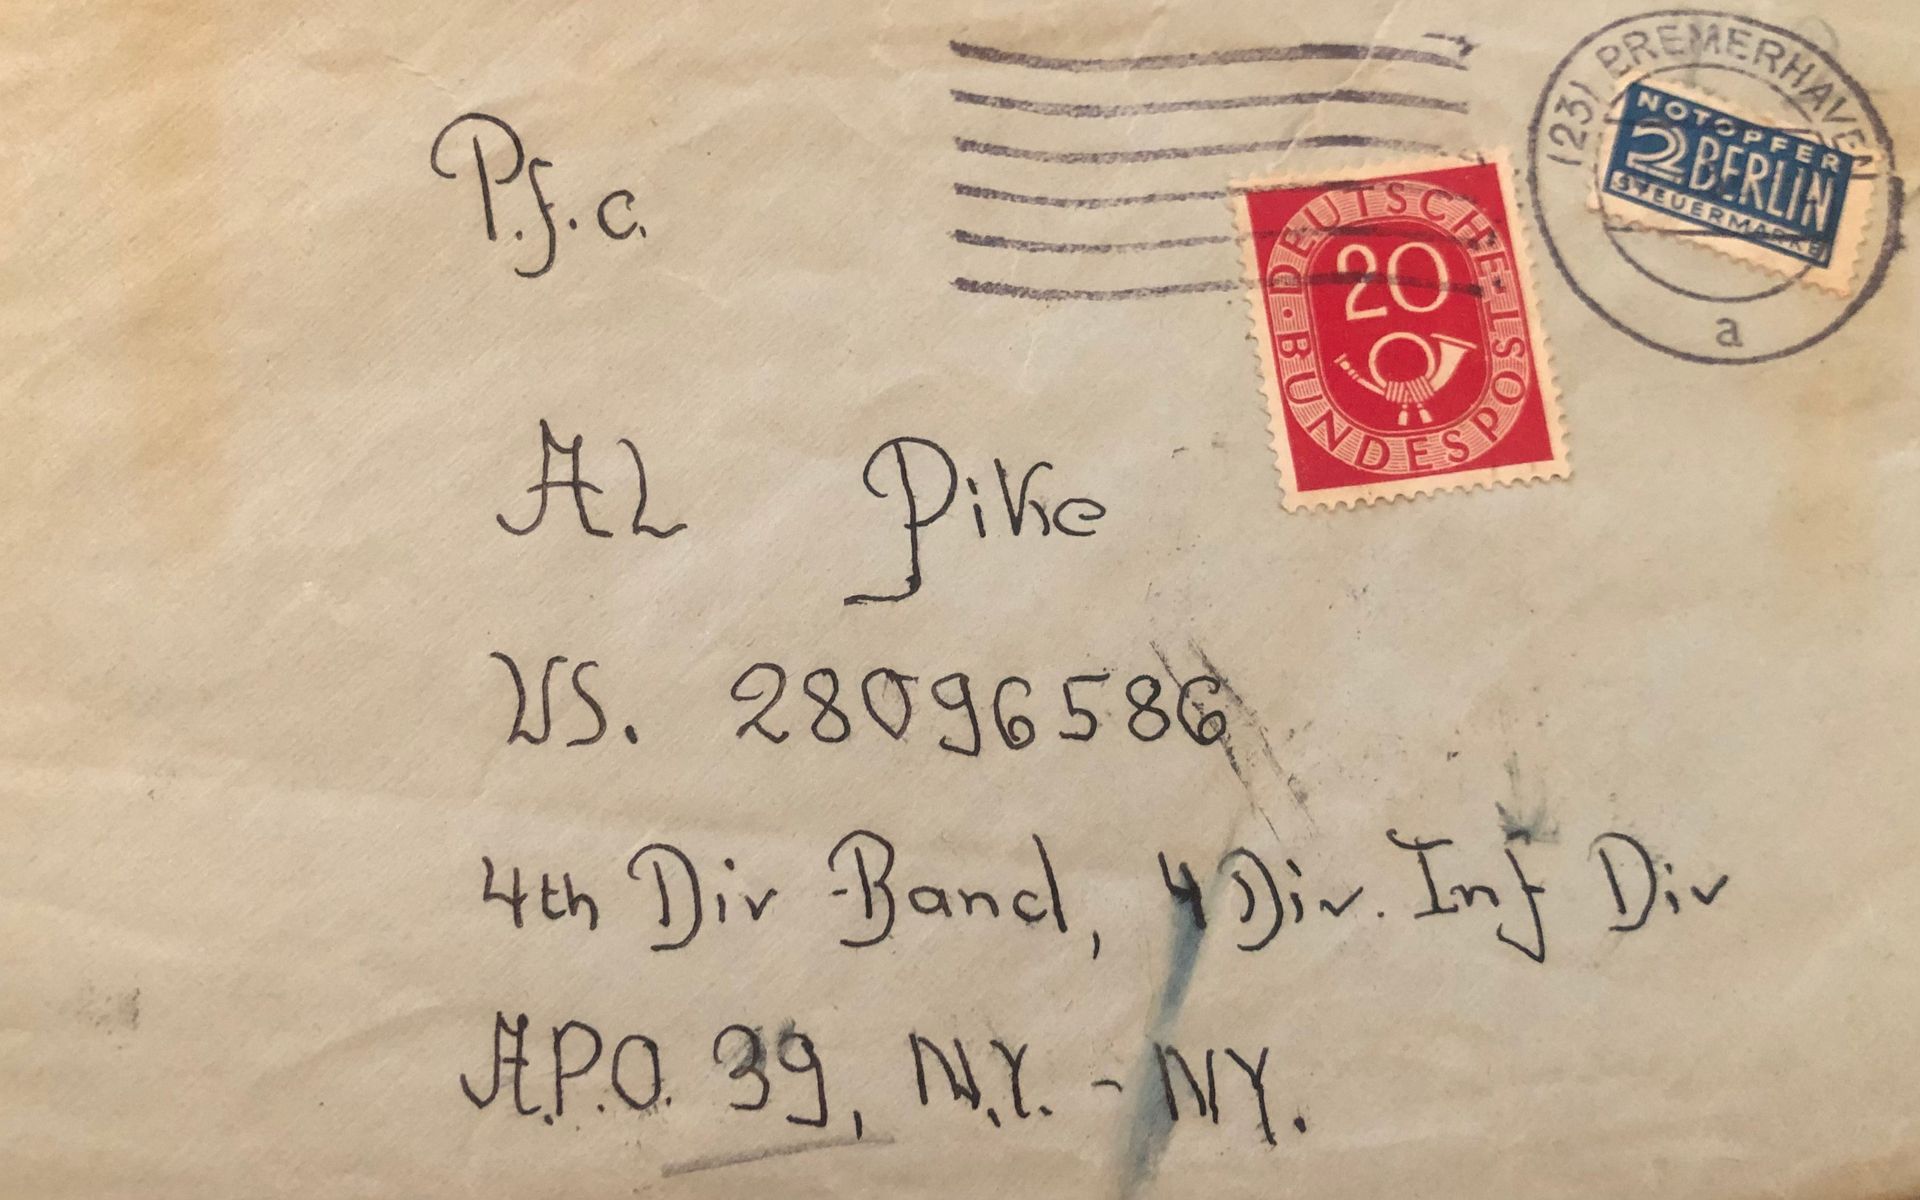 (23) BREMERHAVEN
a
NOTOPFER
2 BERLIN
STEUERMARKE
DEUTSCHE BUNDESPOST
20
P.f.c.
AL Pike
US. 28096586
4th Div Band, 4 Div. Inf Div
A.P.O. 39, N.Y. - NY.